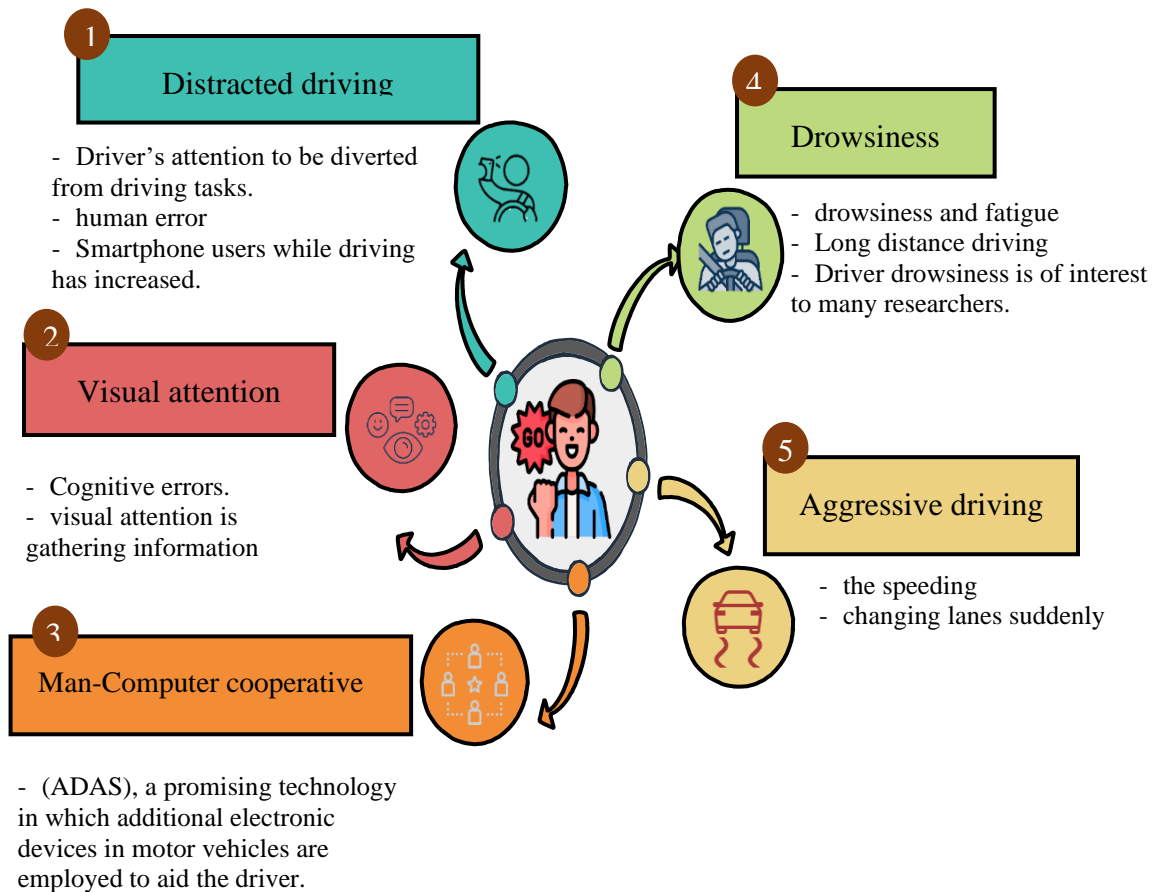 1
Distracted driving
- Driver’s attention to be diverted
from driving tasks.
- human error
- Smartphone users while driving
has increased.
2
Visual attention
- Cognitive errors.
- visual attention is
gathering information
3
Man-Computer cooperative
- (ADAS), a promising technology
in which additional electronic
devices in motor vehicles are
employed to aid the driver.
GO
4
Drowsiness
- drowsiness and fatigue
- Long distance driving
- Driver drowsiness is of interest
to many researchers.
5
Aggressive driving
- the speeding
- changing lanes suddenly